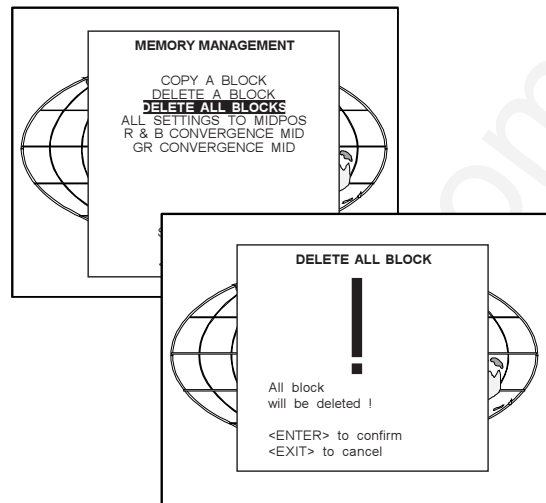 MEMORY MANAGEMENT
COPY A BLOCK
DELETE A BLOCK
DELETE ALL BLOCKS
ALL SETTINGS TO MIDPOS
R & B CONVERGENCE MID
GR CONVERGENCE MID
DELETE ALL BLOCK
!
All block
will be deleted !
<ENTER> to confirm
<EXIT> to cancel